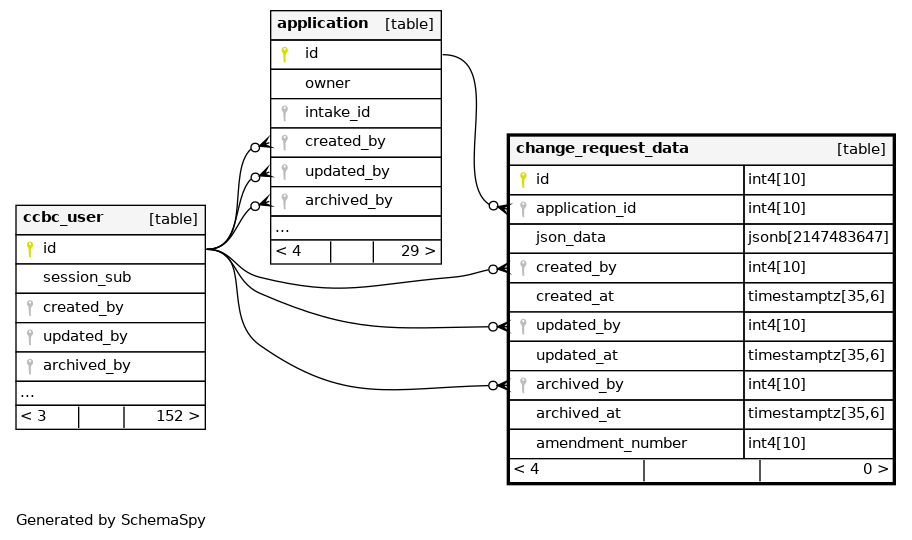 application [table]
id
owner
intake_id
created_by
updated_by
archived_by
...
< 4 29 >
ccbc_user [table]
id
session_sub
created_by
updated_by
archived_by
...
< 3 152 >
change_request_data [table]
id int4[10]
application_id int4[10]
json_data jsonb[2147483647]
created_by int4[10]
created_at timestamptz[35,6]
updated_by int4[10]
updated_at timestamptz[35,6]
archived_by int4[10]
archived_at timestamptz[35,6]
amendment_number int4[10]
< 4 0 >
Generated by SchemaSpy